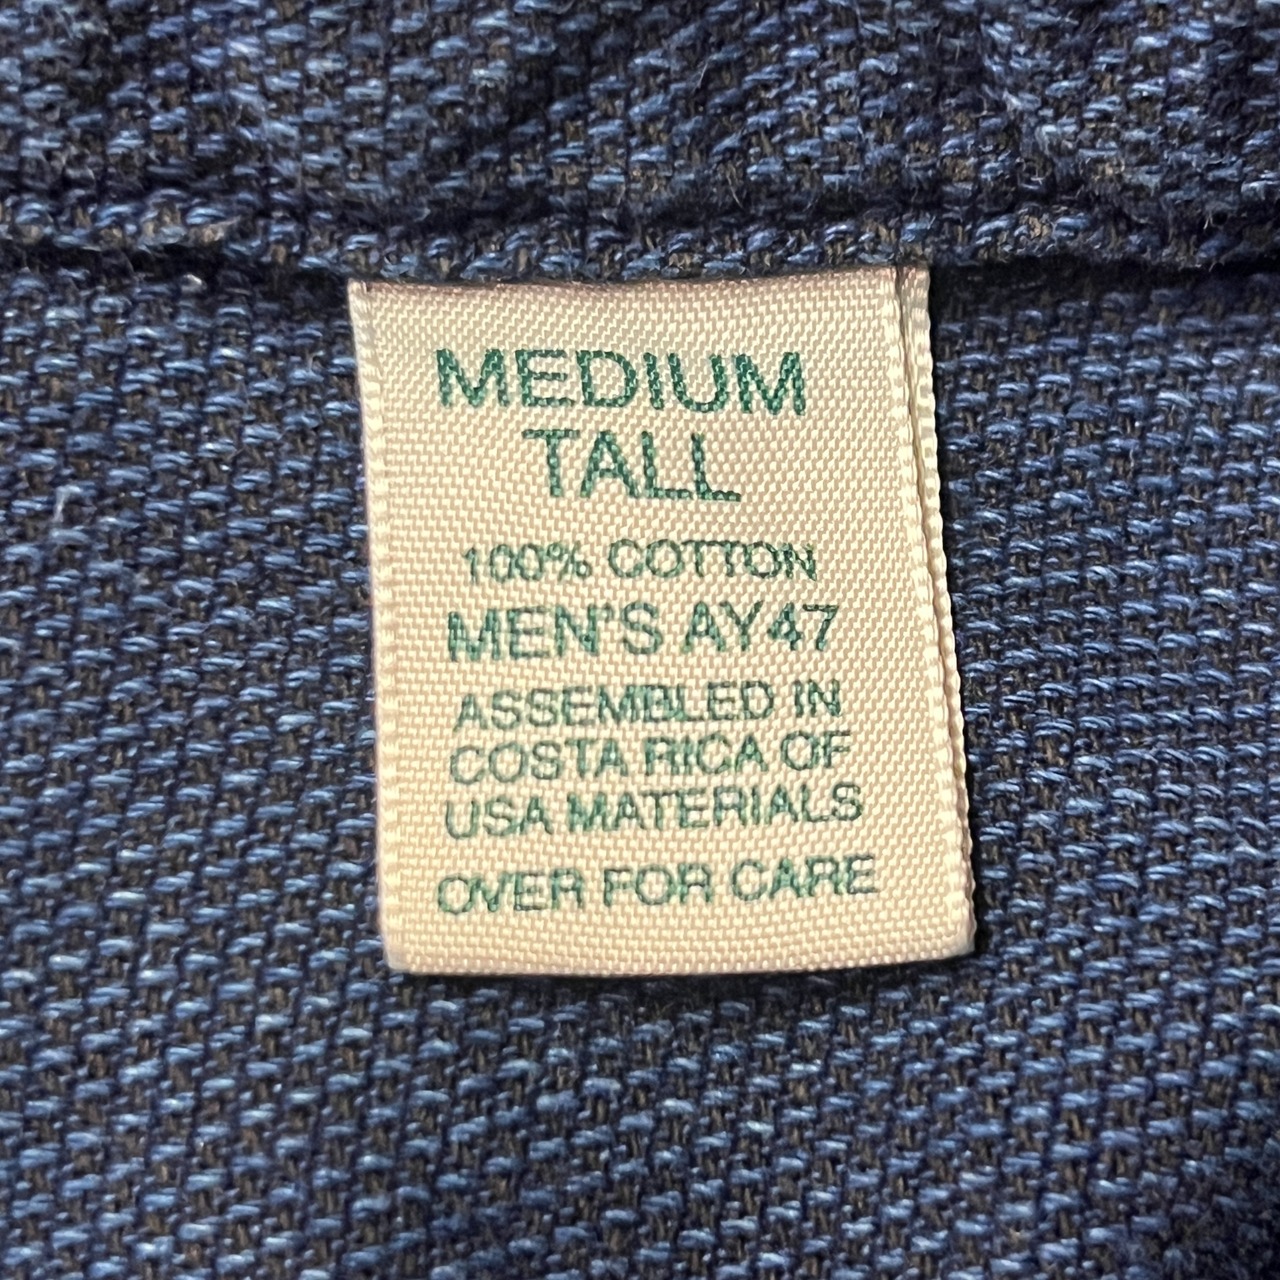 MEDIUM
TALL
100% COTTON
MEN'S AY47
ASSEMBLED IN
COSTA RICA OF
USA MATERIALS
OVER FOR CARE